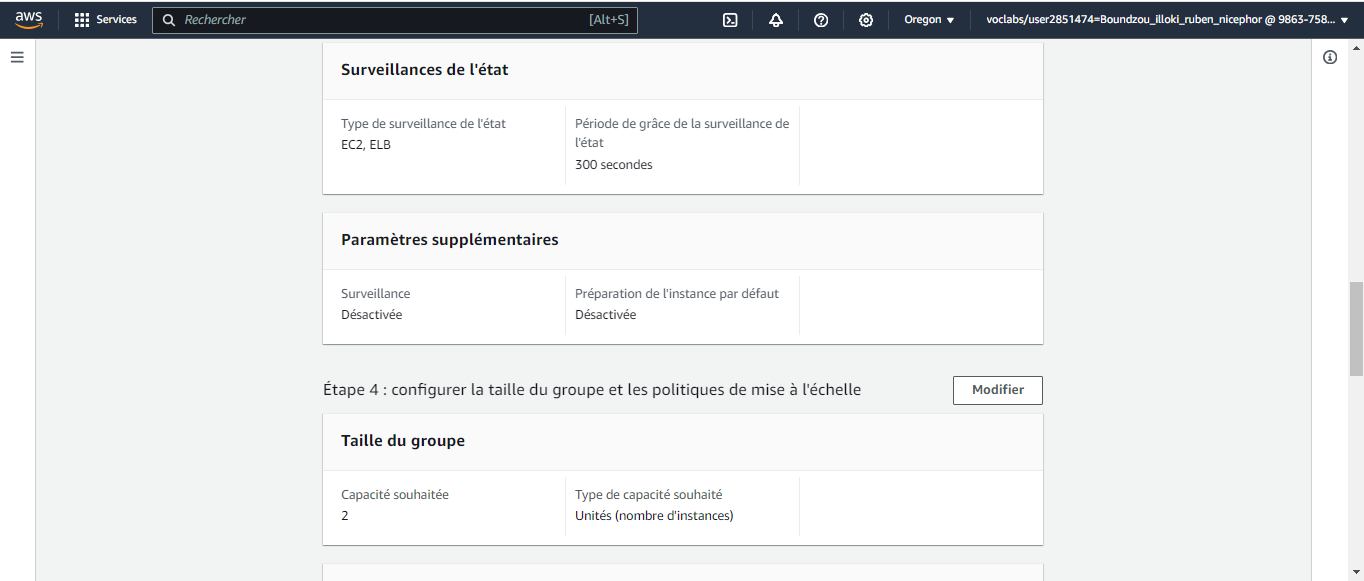 aws Services Rechercher [Alt+S] Oregon voclabs/user2851474=Boundzou_illoki_ruben_nicephor @ 9863-758...
Surveillances de l'état
Type de surveillance de l'état
EC2, ELB
Période de grâce de la surveillance de
l'état
300 secondes
Paramètres supplémentaires
Surveillance
Désactivée
Préparation de l'instance par défaut
Désactivée
Étape 4 : configurer la taille du groupe et les politiques de mise à l'échelle
Modifier
Taille du groupe
Capacité souhaitée
2
Type de capacité souhaité
Unités (nombre d'instances)